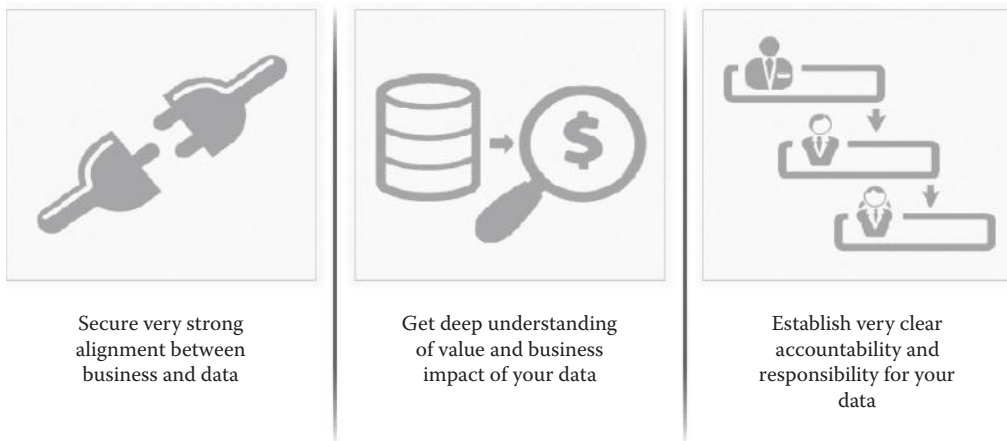 $
Secure very strong
alignment between
business and data
Get deep understanding
of value and business
impact of your data
Establish very clear
accountability and
responsibility for your
data